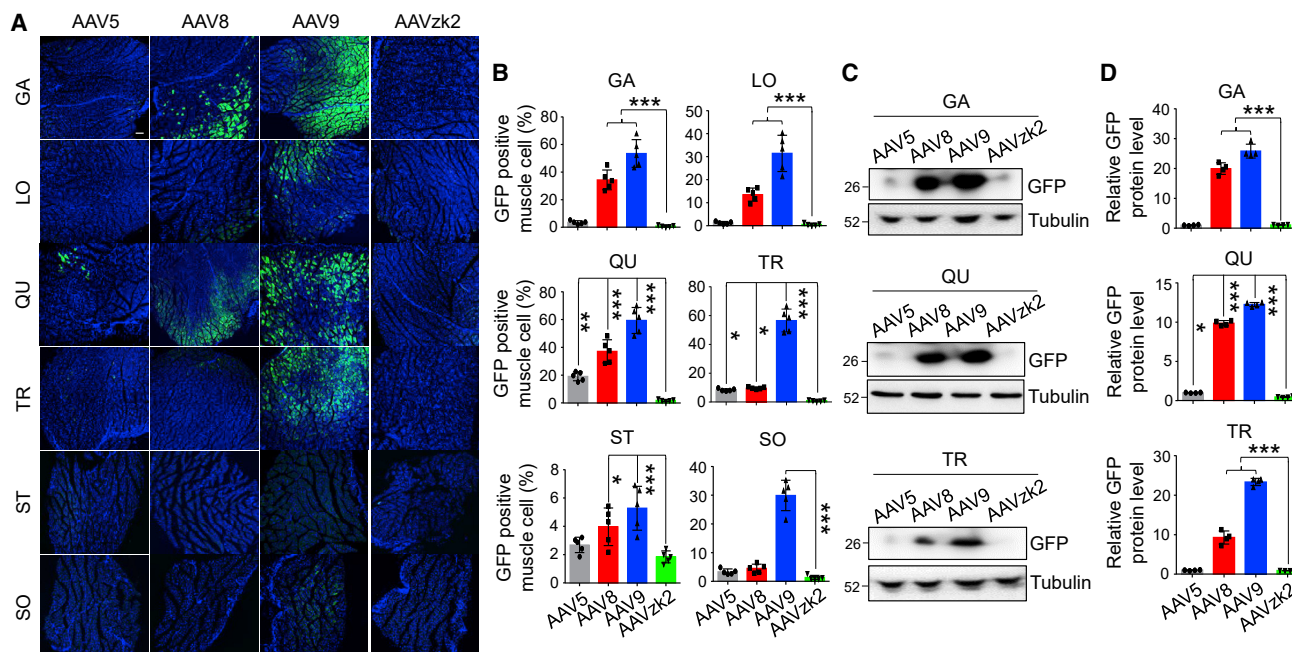 A
AAV5 AAV8 AAV9 AAVzk2
GA
LO
QU
TR
ST
SO
B
GA
GFP positive
muscle cell (%)
80
60
40
20
0
***
LO
50
40
30
20
10
0
***
QU
GFP positive
muscle cell (%)
80
60
40
20
0
**
***
***
TR
80
60
40
20
0
*
*
***
ST
GFP positive
muscle cell (%)
8
6
4
2
0
*
***
AAV5 AAV8 AAV9 AAVzk2
SO
40
30
20
10
0
***
AAV5 AAV8 AAV9 AAVzk2
C
GA
AAV5 AAV8 AAV9 AAVzk2
26 GFP
52 Tubulin
QU
AAV5 AAV8 AAV9 AAVzk2
26 GFP
52 Tubulin
TR
AAV5 AAV8 AAV9 AAVzk2
26 GFP
52 Tubulin
D
GA
Relative GFP
protein level
40
30
20
10
0
***
QU
Relative GFP
protein level
15
10
5
0
*
***
***
TR
Relative GFP
protein level
30
20
10
0
***
AAV5 AAV8 AAV9 AAVzk2